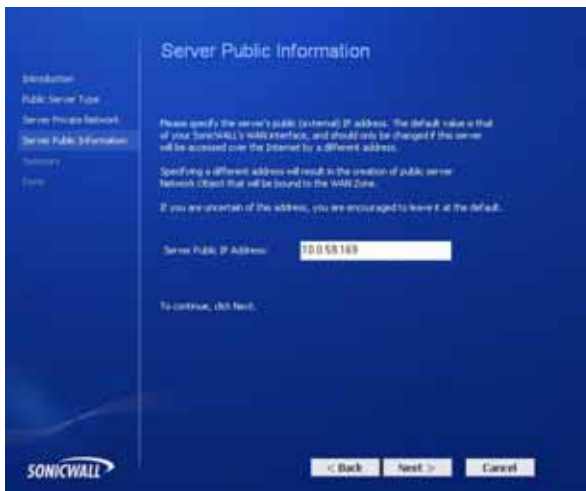 Server Public Information
Introduction
Public Server Type
Server Private Network
Server Public Information
Summary
Done
Please specify the server's public (external) IP address. The default value is that
of your SonicWALL's WAN interface, and should only be changed if this server
will be accessed over the Internet by a different address.
Specifying a different address will result in the creation of public server
Network Object that will be bound to the WAN Zone.
If you are uncertain of this address, you are encouraged to leave it at the default.
Server Public IP Address:
10.0.59.169
To continue, click Next.
SONICWALL
< Back
Next >
Cancel